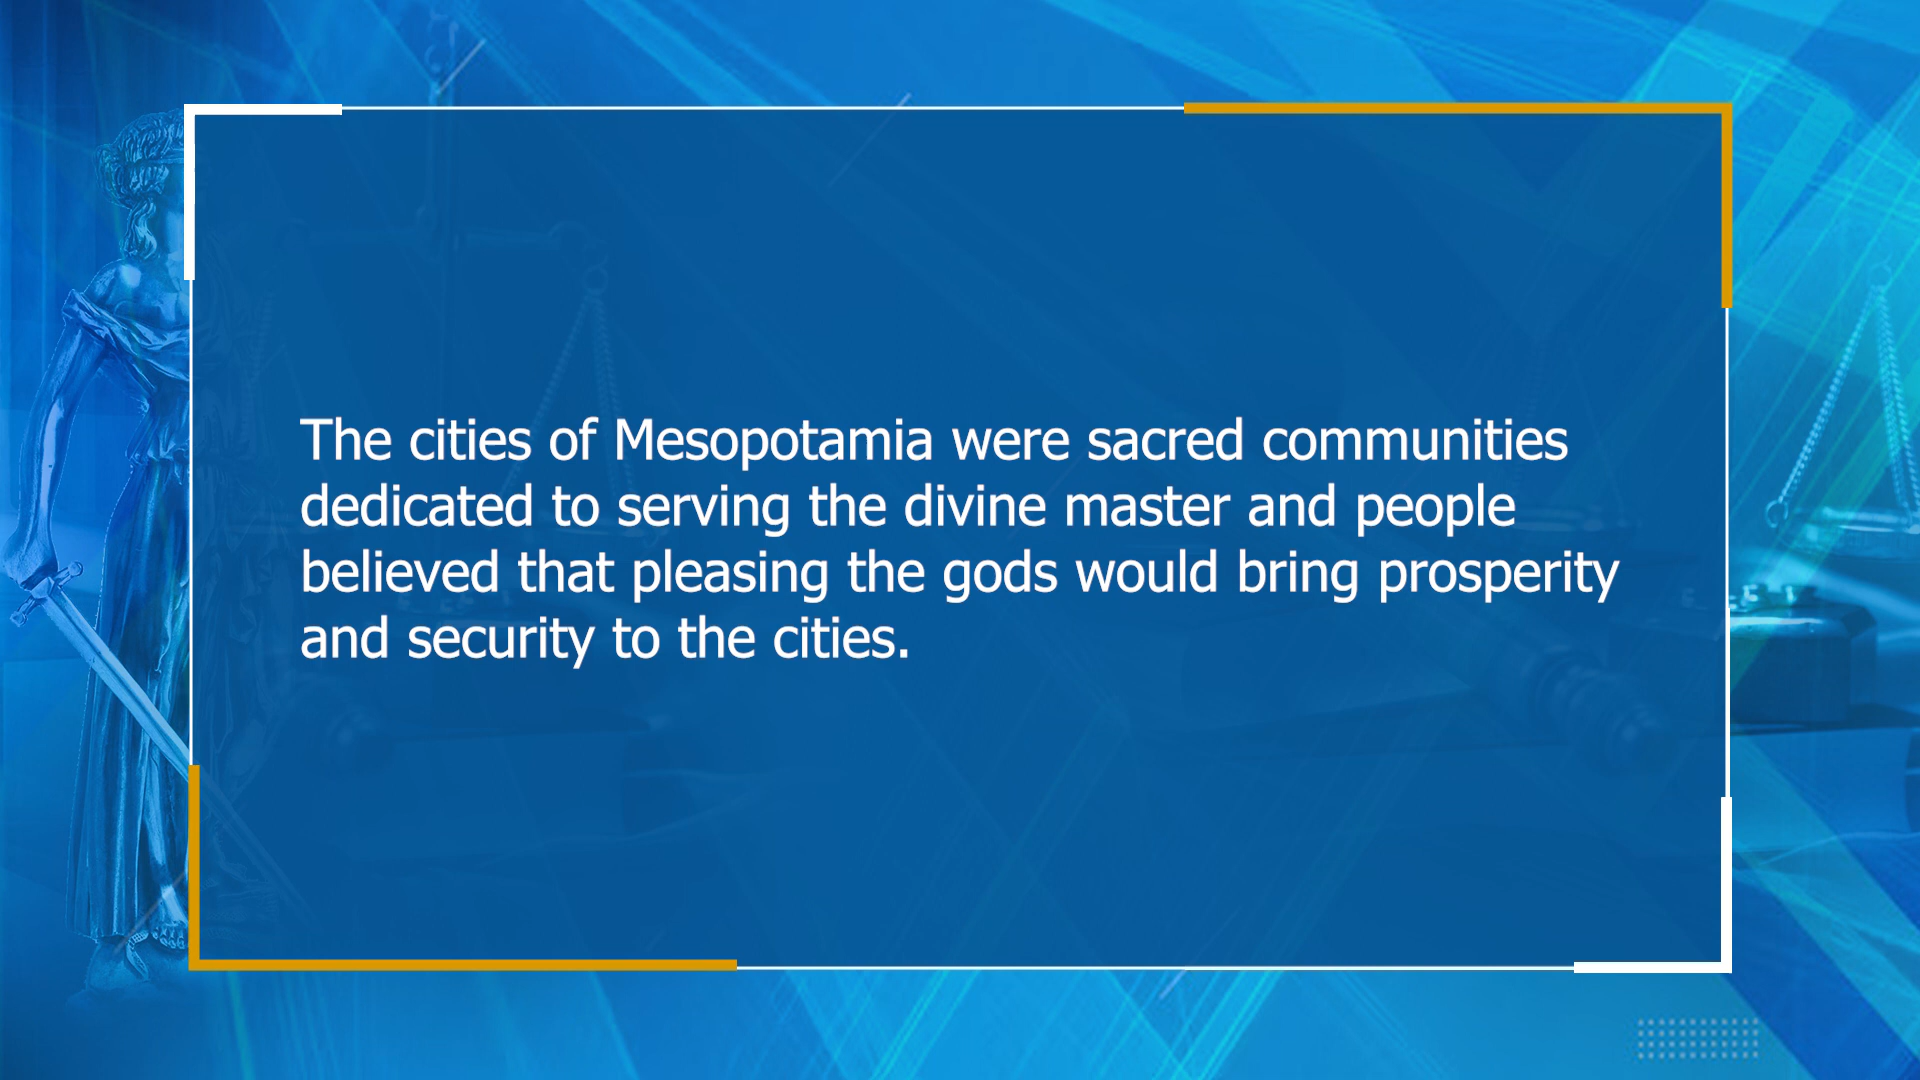 The cities of Mesopotamia were sacred communities
dedicated to serving the divine master and people
believed that pleasing the gods would bring prosperity
and security to the cities.